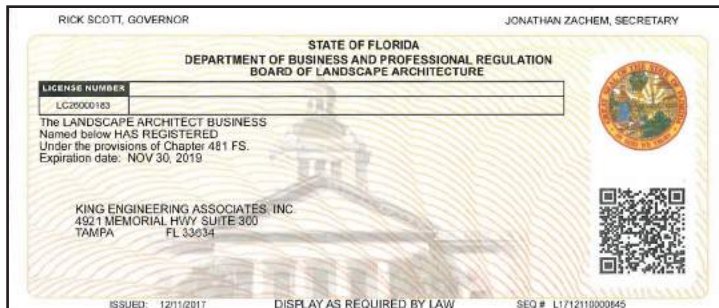 RICK SCOTT, GOVERNOR
JONATHAN ZACHEM, SECRETARY
STATE OF FLORIDA
DEPARTMENT OF BUSINESS AND PROFESSIONAL REGULATION
BOARD OF LANDSCAPE ARCHITECTURE
LICENSE NUMBER
LC26000183
The LANDSCAPE ARCHITECT BUSINESS
Named below HAS REGISTERED
Under the provisions of Chapter 481 FS.
Expiration date: NOV 30, 2019
KING ENGINEERING ASSOCIATES, INC.
4921 MEMORIAL HWY SUITE 300
TAMPA FL 33634
ISSUED: 12/11/2017
DISPLAY AS REQUIRED BY LAW
SEQ # L1712110000845